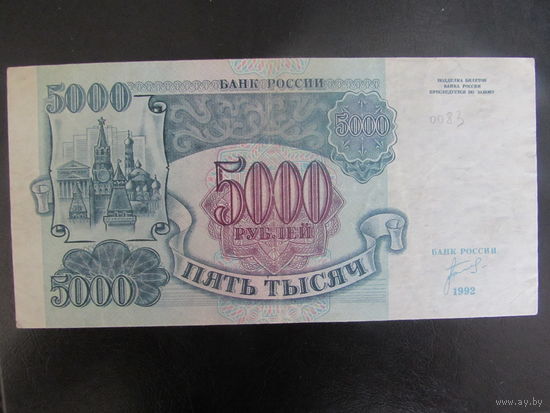 БАНК РОССИИ
5000
ПОДДЕЛКА БИЛЕТОВ
БАНКА РОССИИ
ПРЕСЛЕДУЕТСЯ ПО ЗАКОНУ
5000
0083
5000
РУБЛЕЙ
БАНК РОССИИ
ПЯТЬ ТЫСЯЧ
5000
1992
www.ay.by